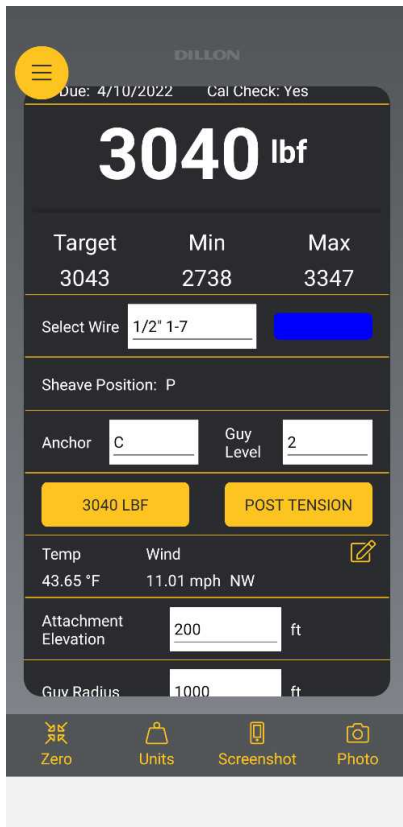 DILLON
Due: 4/10/2022 Cal Check: Yes
3040 lbf
Target Min Max
3043 2738 3347
Select Wire 1/2" 1-7
Sheave Position: P
Anchor C Guy Level 2
3040 LBF POST TENSION
Temp Wind
43.65 °F 11.01 mph NW
Attachment Elevation 200 ft
Guy Radius 1000 ft
Zero Units Screenshot Photo